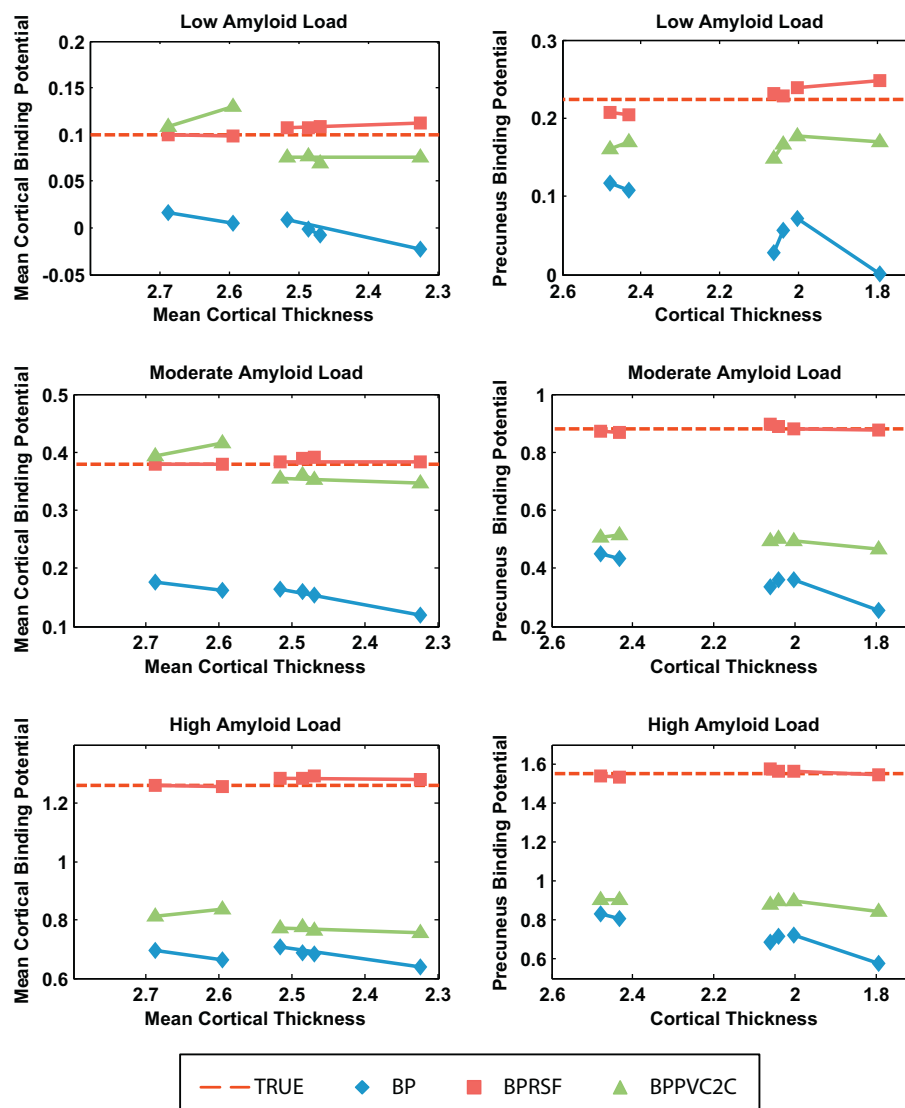 Low Amyloid Load
Mean Cortical Binding Potential
0.2
0.15
0.1
0.05
0
-0.05
2.7 2.6 2.5 2.4 2.3
Mean Cortical Thickness
Low Amyloid Load
Precuneus Binding Potential
0.3
0.2
0.1
0
2.6 2.4 2.2 2 1.8
Cortical Thickness
Moderate Amyloid Load
Mean Cortical Binding Potential
0.5
0.4
0.3
0.2
0.1
2.7 2.6 2.5 2.4 2.3
Mean Cortical Thickness
Moderate Amyloid Load
Precuneus Binding Potential
1
0.8
0.6
0.4
0.2
2.6 2.4 2.2 2 1.8
Cortical Thickness
High Amyloid Load
Mean Cortical Binding Potential
1.2
1
0.8
0.6
2.7 2.6 2.5 2.4 2.3
Mean Cortical Thickness
High Amyloid Load
Precuneus Binding Potential
1.6
1.4
1.2
1
0.8
0.6
2.6 2.4 2.2 2 1.8
Cortical Thickness
TRUE BP BPRSF BPPVC2C